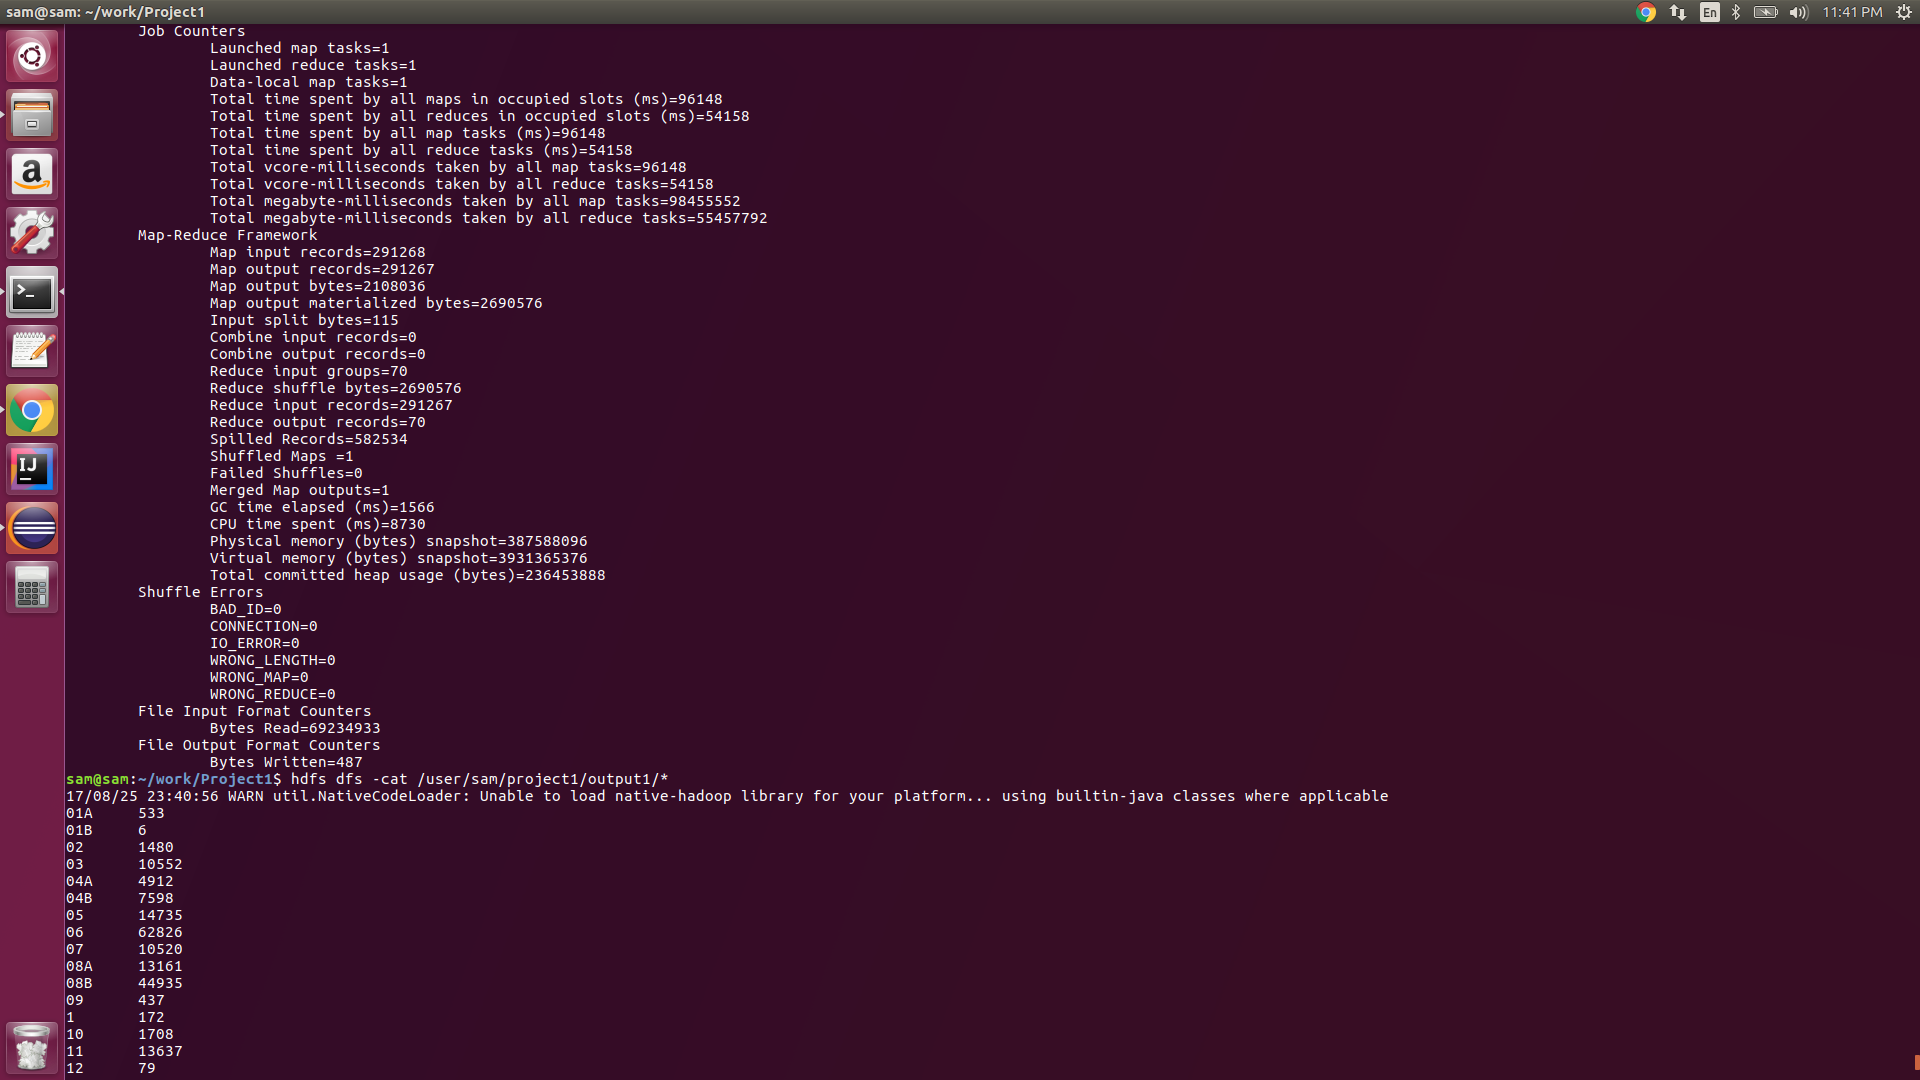 sam@sam: ~/work/Project1
En
11:41 PM
Job Counters
Launched map tasks=1
Launched reduce tasks=1
Data-local map tasks=1
Total time spent by all maps in occupied slots (ms)=96148
Total time spent by all reduces in occupied slots (ms)=54158
Total time spent by all map tasks (ms)=96148
Total time spent by all reduce tasks (ms)=54158
Total vcore-milliseconds taken by all map tasks=96148
Total vcore-milliseconds taken by all reduce tasks=54158
Total megabyte-milliseconds taken by all map tasks=98455552
Total megabyte-milliseconds taken by all reduce tasks=55457792
Map-Reduce Framework
Map input records=291268
Map output records=291267
Map output bytes=2108036
Map output materialized bytes=2690576
Input split bytes=115
Combine input records=0
Combine output records=0
Reduce input groups=70
Reduce shuffle bytes=2690576
Reduce input records=291267
Reduce output records=70
Spilled Records=582534
Shuffled Maps =1
Failed Shuffles=0
Merged Map outputs=1
GC time elapsed (ms)=1566
CPU time spent (ms)=8730
Physical memory (bytes) snapshot=387588096
Virtual memory (bytes) snapshot=3931365376
Total committed heap usage (bytes)=236453888
Shuffle Errors
BAD_ID=0
CONNECTION=0
IO_ERROR=0
WRONG_LENGTH=0
WRONG_MAP=0
WRONG_REDUCE=0
File Input Format Counters
Bytes Read=69234933
File Output Format Counters
Bytes Written=487
sam@sam:~/work/Project1$ hdfs dfs -cat /user/sam/project1/output1/*
17/08/25 23:40:56 WARN util.NativeCodeLoader: Unable to load native-hadoop library for your platform... using builtin-java classes where applicable
01A 533
01B 6
02 1480
03 10552
04A 4912
04B 7598
05 14735
06 62826
07 10520
08A 13161
08B 44935
09 437
1 172
10 1708
11 13637
12 79
a
>_
IJ